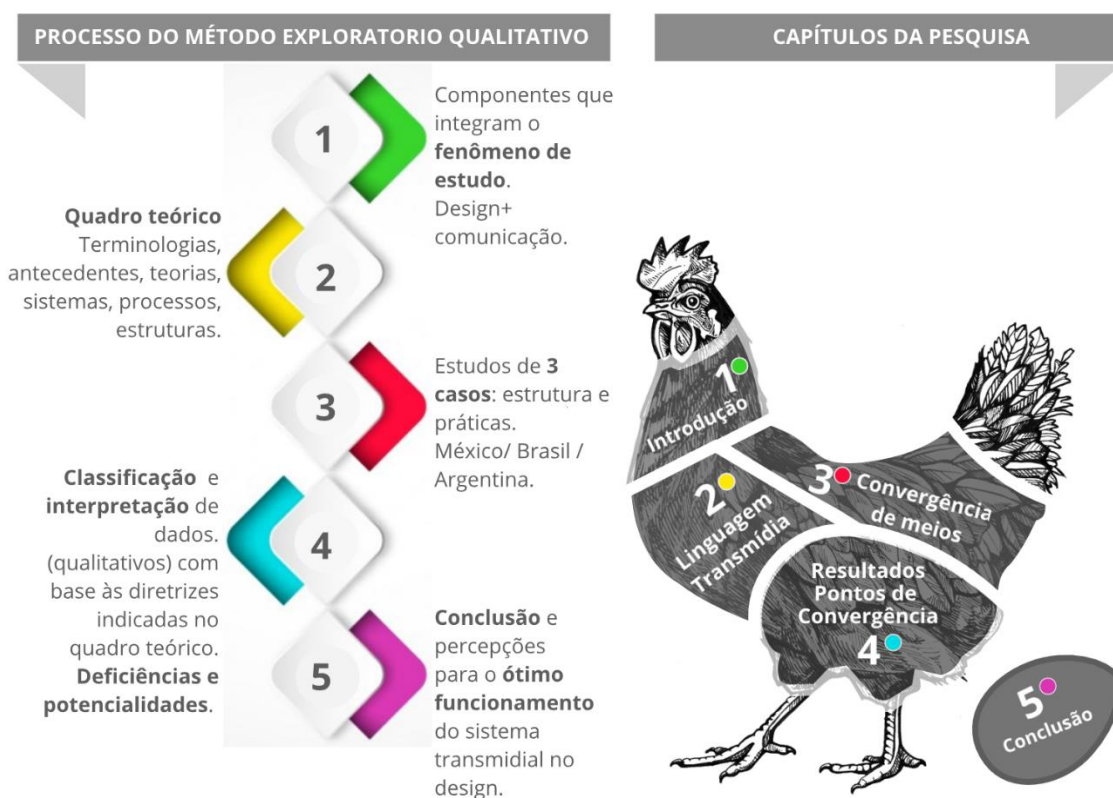 PROCESSO DO MÉTODO EXPLORATORIO QUALITATIVO
1
Componentes que
integram o
fenômeno de
estudo.
Design+
comunicação.
Quadro teórico
Terminologias,
antecedentes, teorias,
sistemas, processos,
estruturas.
2
3
Estudos de 3
casos: estrutura e
práticas.
México/ Brasil /
Argentina.
Classificação e
interpretação de
dados.
(qualitativos) com
base às diretrizes
indicadas no
quadro teórico.
Deficiências e
potencialidades.
4
5
Conclusão e
percepções
para o ótimo
funcionamento
do sistema
transmidial no
design.
CAPÍTULOS DA PESQUISA
1
Introdução
2
Linguagem
Transmídia
3 Convergência
de meios
Resultados
Pontos de
Convergência
4
5
Conclusão